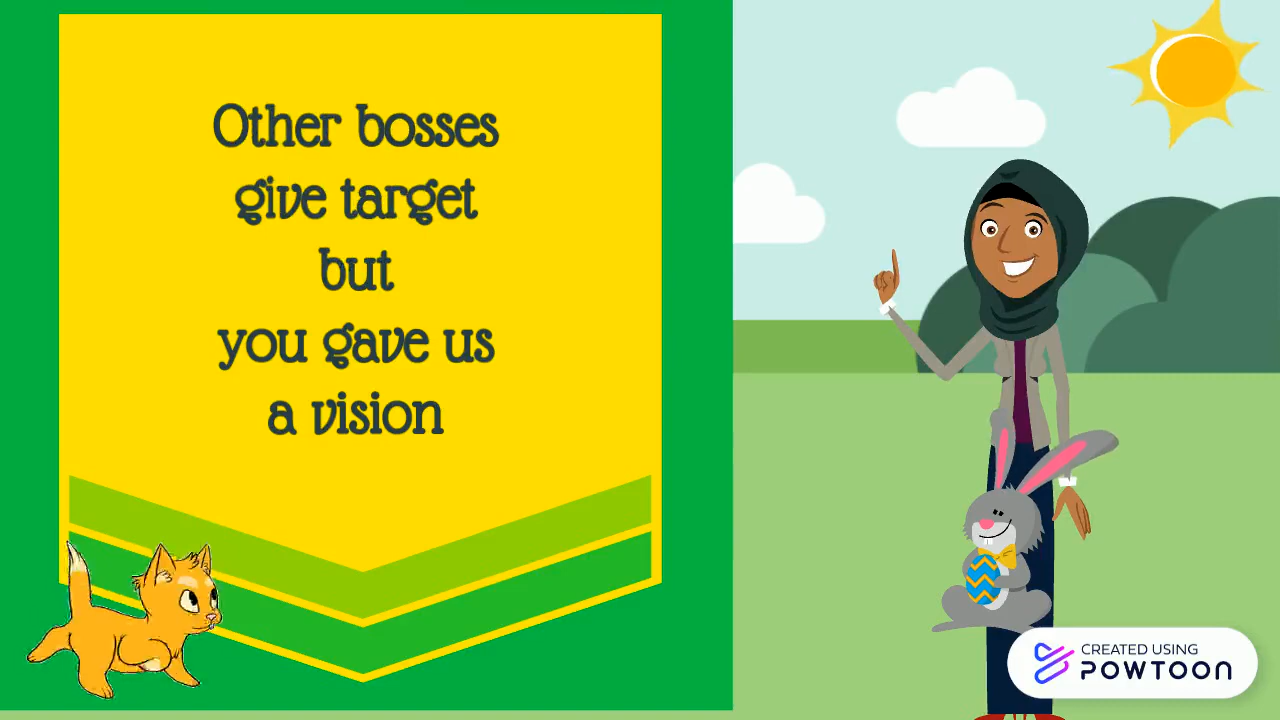 Other bosses
give target
but
you gave us
a vision
CREATED USING
POWTOON